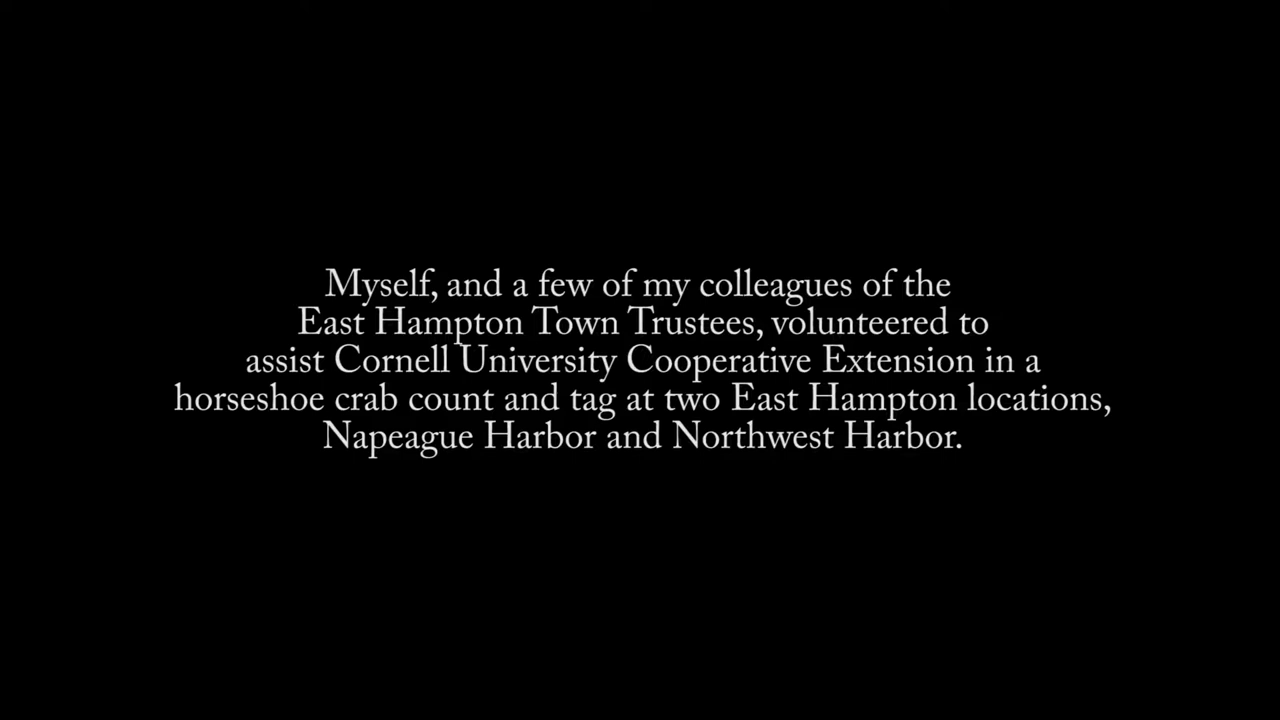 Myself, and a few of my colleagues of the
East Hampton Town Trustees, volunteered to
assist Cornell University Cooperative Extension in a
horseshoe crab count and tag at two East Hampton locations,
Napeague Harbor and Northwest Harbor.